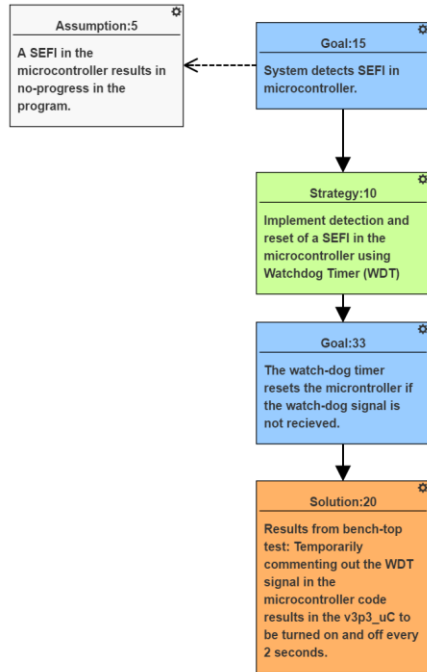 Assumption:5
A SEFI in the
microcontroller results in
no-progress in the
program.
Goal:15
System detects SEFI in
microcontroller.
Strategy:10
Implement detection and
reset of a SEFI in the
microcontroller using
Watchdog Timer (WDT)
Goal:33
The watch-dog timer
resets the microntroller if
the watch-dog signal is
not recieved.
Solution:20
Results from bench-top
test: Temporarily
commenting out the WDT
signal in the
microcontroller code
results in the v3p3_uC to
be turned on and off every
2 seconds.